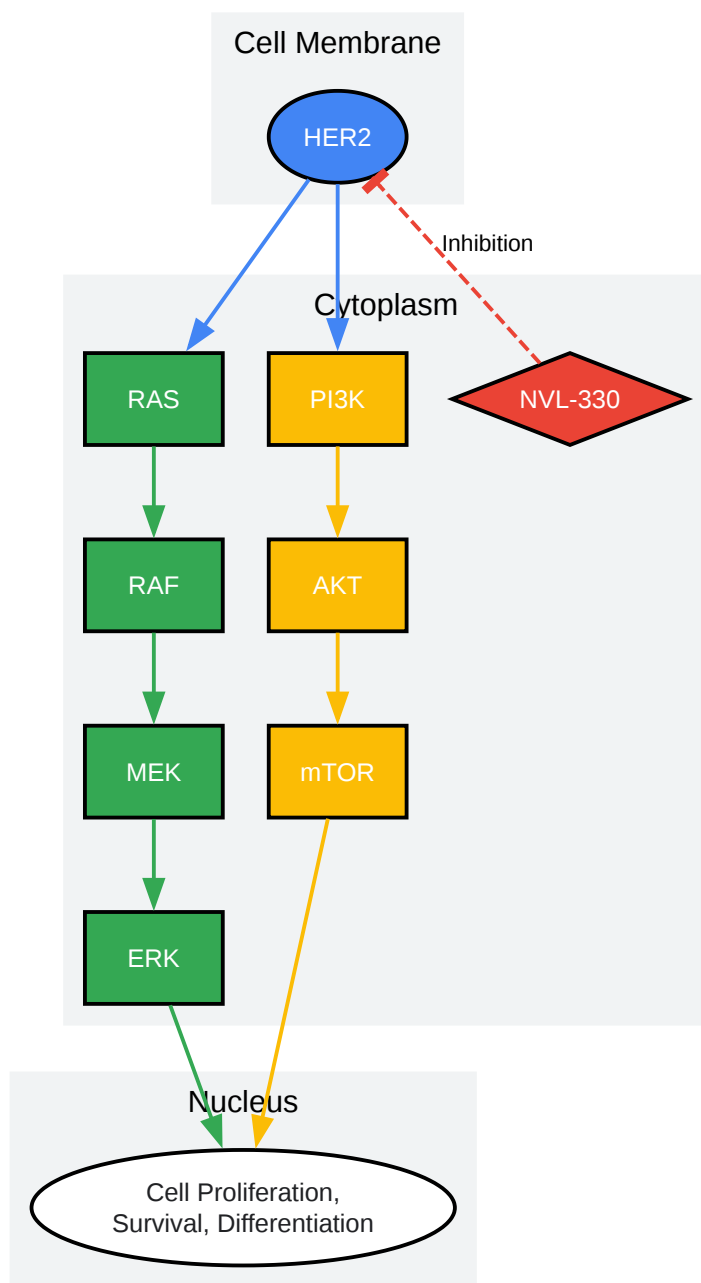 Cell Membrane
HER2
Inhibition
Cytoplasm
RAS
PI3K
NVL-330
RAF
AKT
MEK
mTOR
ERK
Nucleus
Cell Proliferation,
Survival, Differentiation